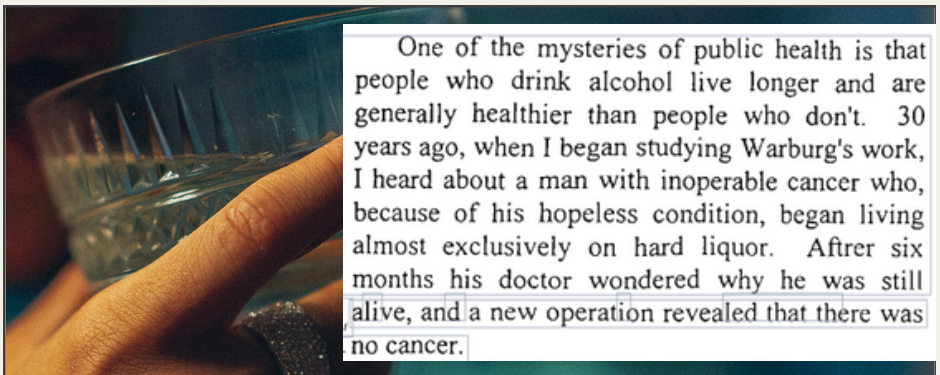 One of the mysteries of public health is that
people who drink alcohol live longer and are
generally healthier than people who don't. 30
years ago, when I began studying Warburg's work,
I heard about a man with inoperable cancer who,
because of his hopeless condition, began living
almost exclusively on hard liquor. Aftrer six
months his doctor wondered why he was still
alive, and a new operation revealed that there was
no cancer.